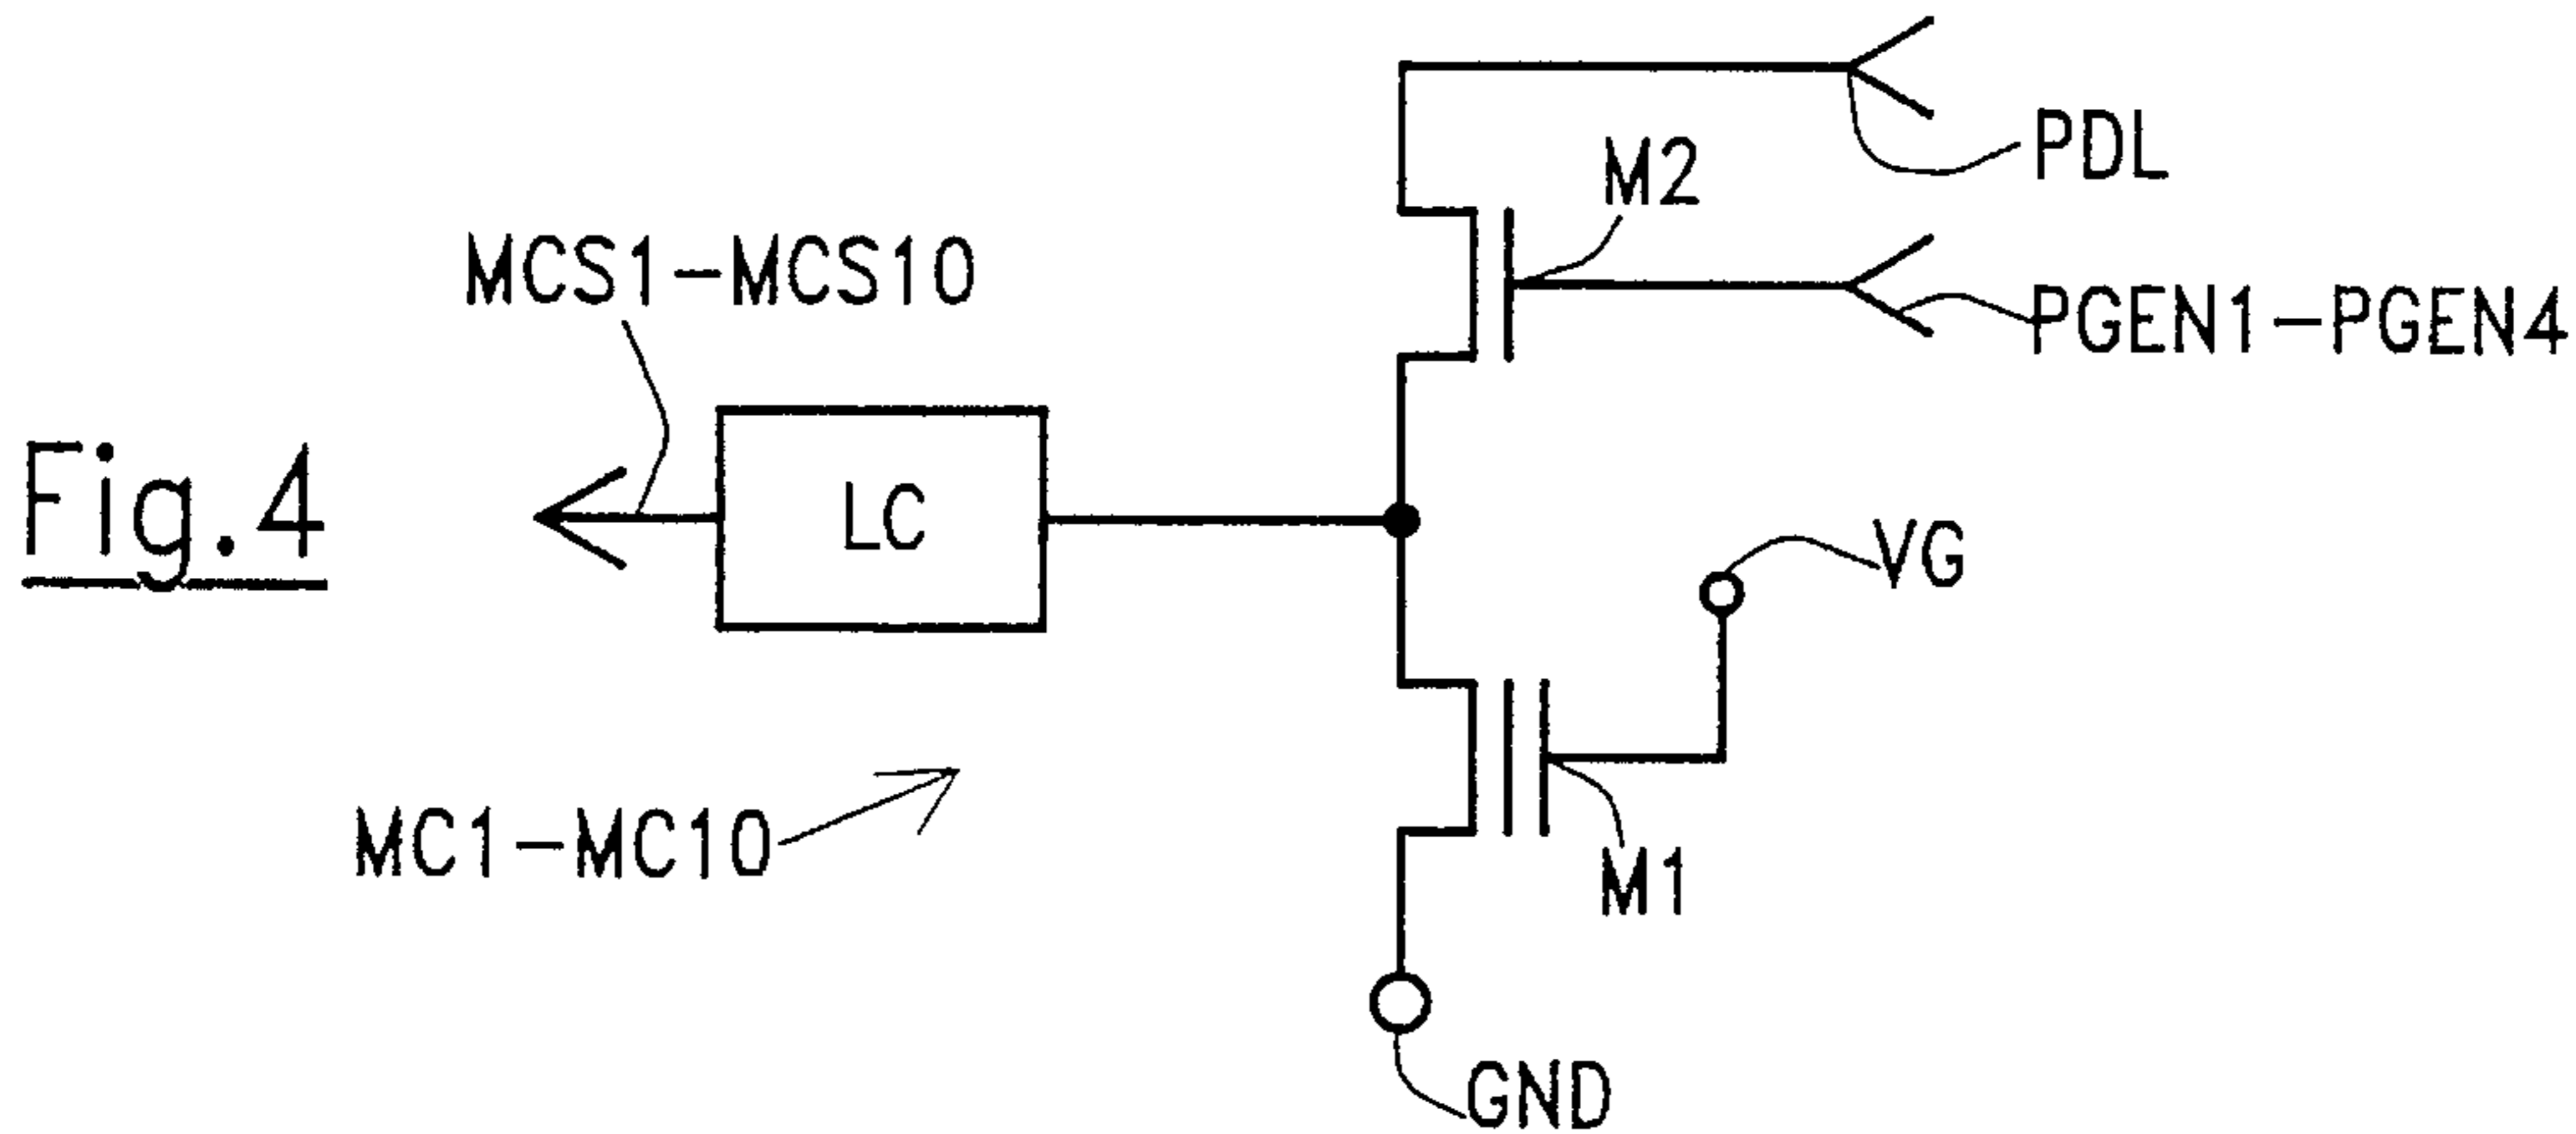 PDL
M2
MCS1-MCS10
PGEN1-PGEN4
Fig.4
LC
VG
MC1-MC10
M1
GND